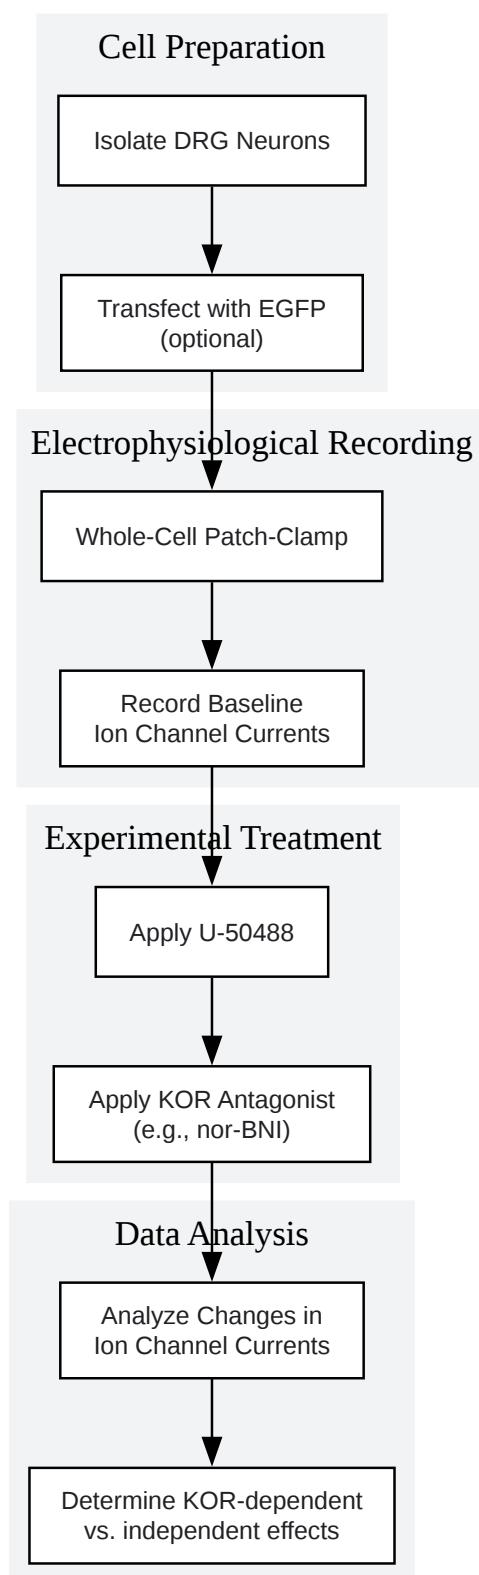 Cell Preparation
Isolate DRG Neurons
Transfect with EGFP
(optional)
Electrophysiological Recording
Whole-Cell Patch-Clamp
Record Baseline
Ion Channel Currents
Experimental Treatment
Apply U-50488
Apply KOR Antagonist
(e.g., nor-BNI)
Data Analysis
Analyze Changes in
Ion Channel Currents
Determine KOR-dependent
vs. independent effects